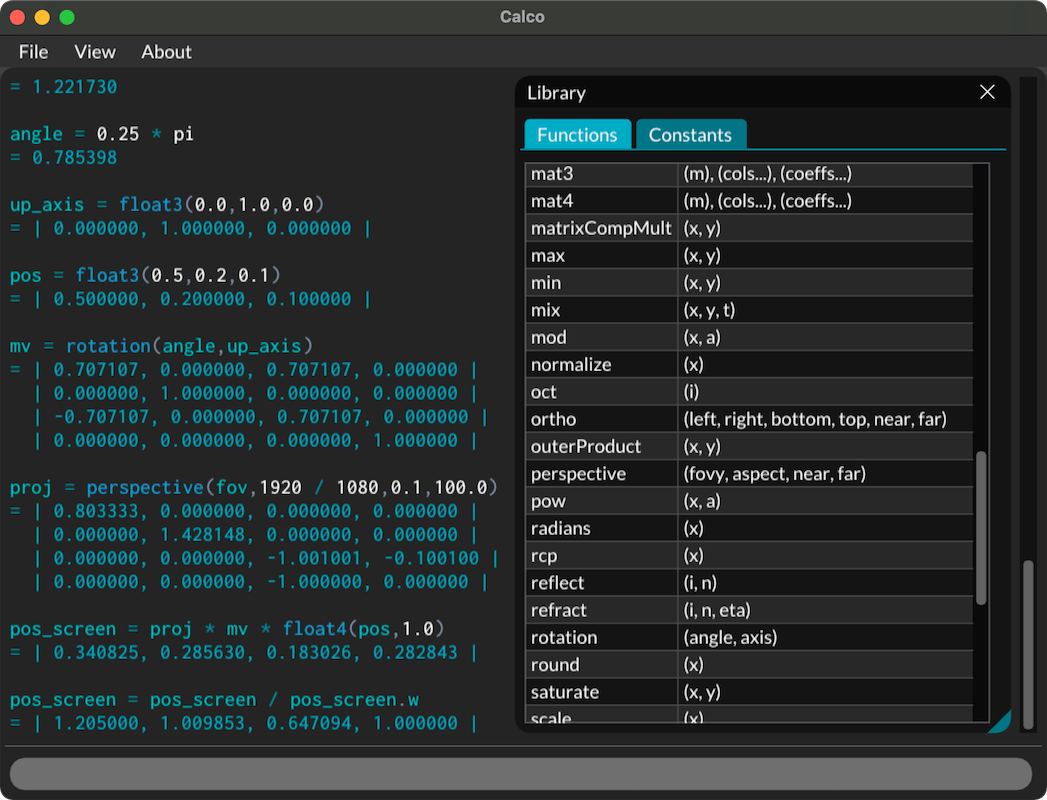 Calco
File View About
= 1.221730
angle = 0.25 * pi
= 0.785398
up_axis = float3(0.0,1.0,0.0)
= | 0.000000, 1.000000, 0.000000 |
pos = float3(0.5,0.2,0.1)
= | 0.500000, 0.200000, 0.100000 |
mv = rotation(angle,up_axis)
= | 0.707107, 0.000000, 0.707107, 0.000000 |
| 0.000000, 1.000000, 0.000000, 0.000000 |
| -0.707107, 0.000000, 0.707107, 0.000000 |
| 0.000000, 0.000000, 0.000000, 1.000000 |
proj = perspective(fov,1920 / 1080,0.1,100.0)
= | 0.803333, 0.000000, 0.000000, 0.000000 |
| 0.000000, 1.428148, 0.000000, 0.000000 |
| 0.000000, 0.000000, -1.001001, -0.100100 |
| 0.000000, 0.000000, -1.000000, 0.000000 |
pos_screen = proj * mv * float4(pos,1.0)
= | 0.340825, 0.285630, 0.183026, 0.282843 |
pos_screen = pos_screen / pos_screen.w
= | 1.205000, 1.009853, 0.647094, 1.000000 |
Library
Functions Constants
mat3 (m), (cols...), (coeffs...)
mat4 (m), (cols...), (coeffs...)
matrixCompMult (x, y)
max (x, y)
min (x, y)
mix (x, y, t)
mod (x, a)
normalize (x)
oct (i)
ortho (left, right, bottom, top, near, far)
outerProduct (x, y)
perspective (fovy, aspect, near, far)
pow (x, a)
radians (x)
rcp (x)
reflect (i, n)
refract (i, n, eta)
rotation (angle, axis)
round (x)
saturate (x, y)
scale (x)